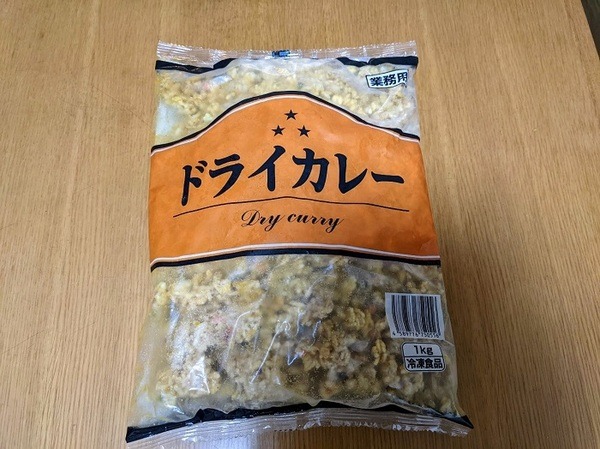 業務用
ドライカレー
Dry curry
1kg
冷凍食品